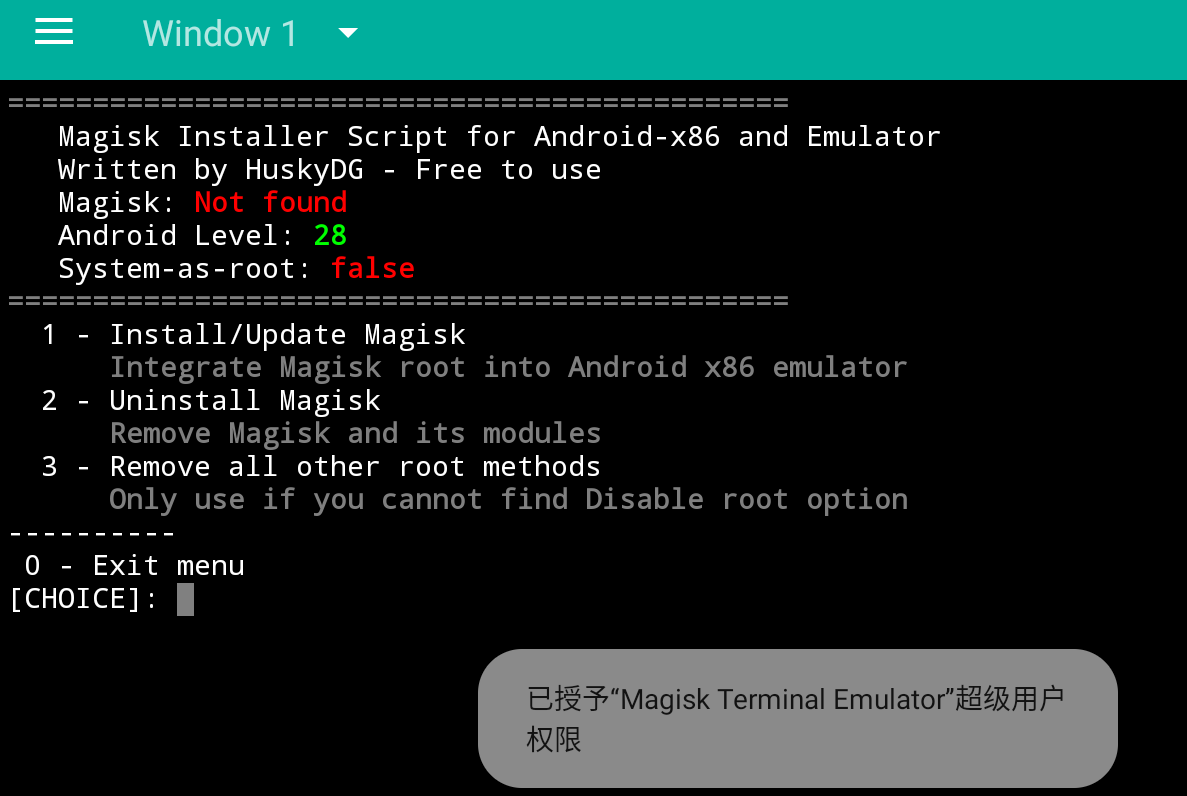 Window 1
==============================================
Magisk Installer Script for Android-x86 and Emulator
Written by HuskyDG - Free to use
Magisk: Not found
Android Level: 28
System-as-root: false
==============================================
1 - Install/Update Magisk
Integrate Magisk root into Android x86 emulator
2 - Uninstall Magisk
Remove Magisk and its modules
3 - Remove all other root methods
Only use if you cannot find Disable root option
----------
0 - Exit menu
[CHOICE]:
已授予“Magisk Terminal Emulator”超级用户
权限